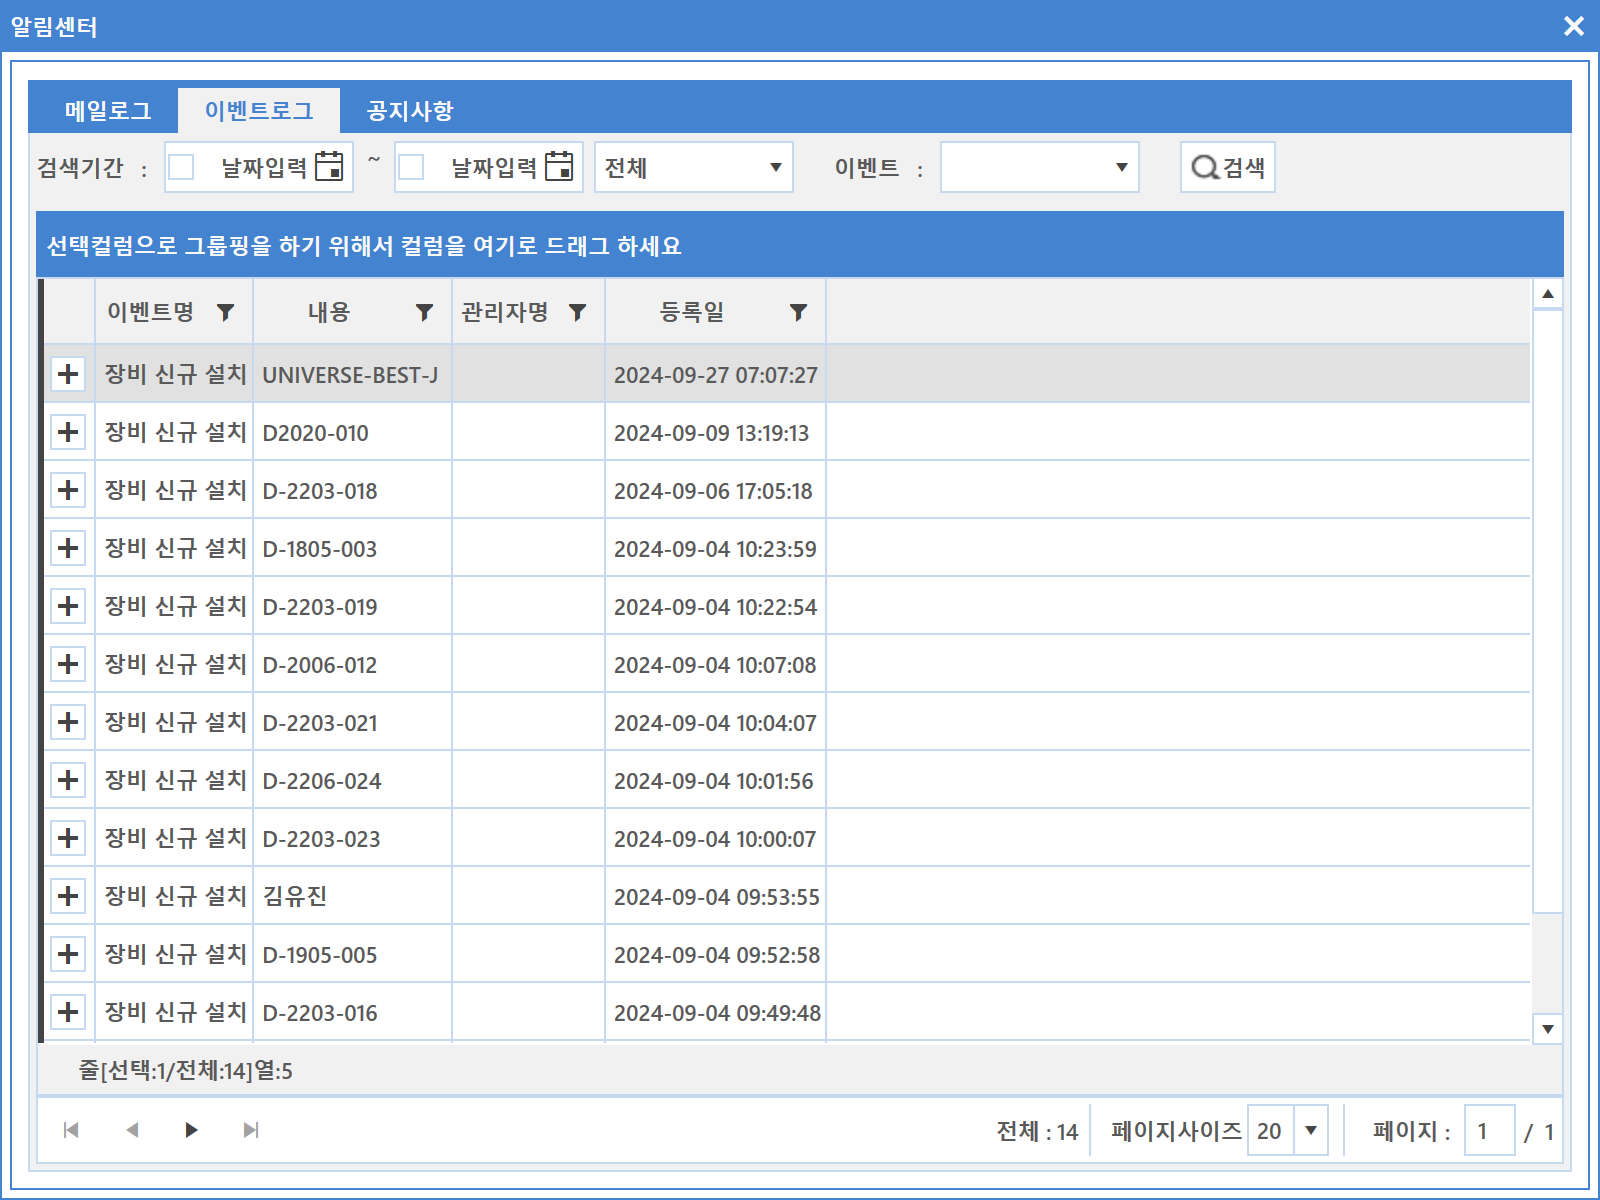 알림센터
메일로그 이벤트로그 공지사항
검색기간 : 날짜입력 ~ 날짜입력 전체 이벤트 : 검색
선택컬럼으로 그룹핑을 하기 위해서 컬럼을 여기로 드래그 하세요
이벤트명 내용 관리자명 등록일
장비 신규 설치 UNIVERSE-BEST-J 2024-09-27 07:07:27
장비 신규 설치 D2020-010 2024-09-09 13:19:13
장비 신규 설치 D-2203-018 2024-09-06 17:05:18
장비 신규 설치 D-1805-003 2024-09-04 10:23:59
장비 신규 설치 D-2203-019 2024-09-04 10:22:54
장비 신규 설치 D-2006-012 2024-09-04 10:07:08
장비 신규 설치 D-2203-021 2024-09-04 10:04:07
장비 신규 설치 D-2206-024 2024-09-04 10:01:56
장비 신규 설치 D-2203-023 2024-09-04 10:00:07
장비 신규 설치 김유진 2024-09-04 09:53:55
장비 신규 설치 D-1905-005 2024-09-04 09:52:58
장비 신규 설치 D-2203-016 2024-09-04 09:49:48
줄[선택:1/전체:14]열:5
전체 : 14 페이지사이즈 20 페이지 : 1 / 1